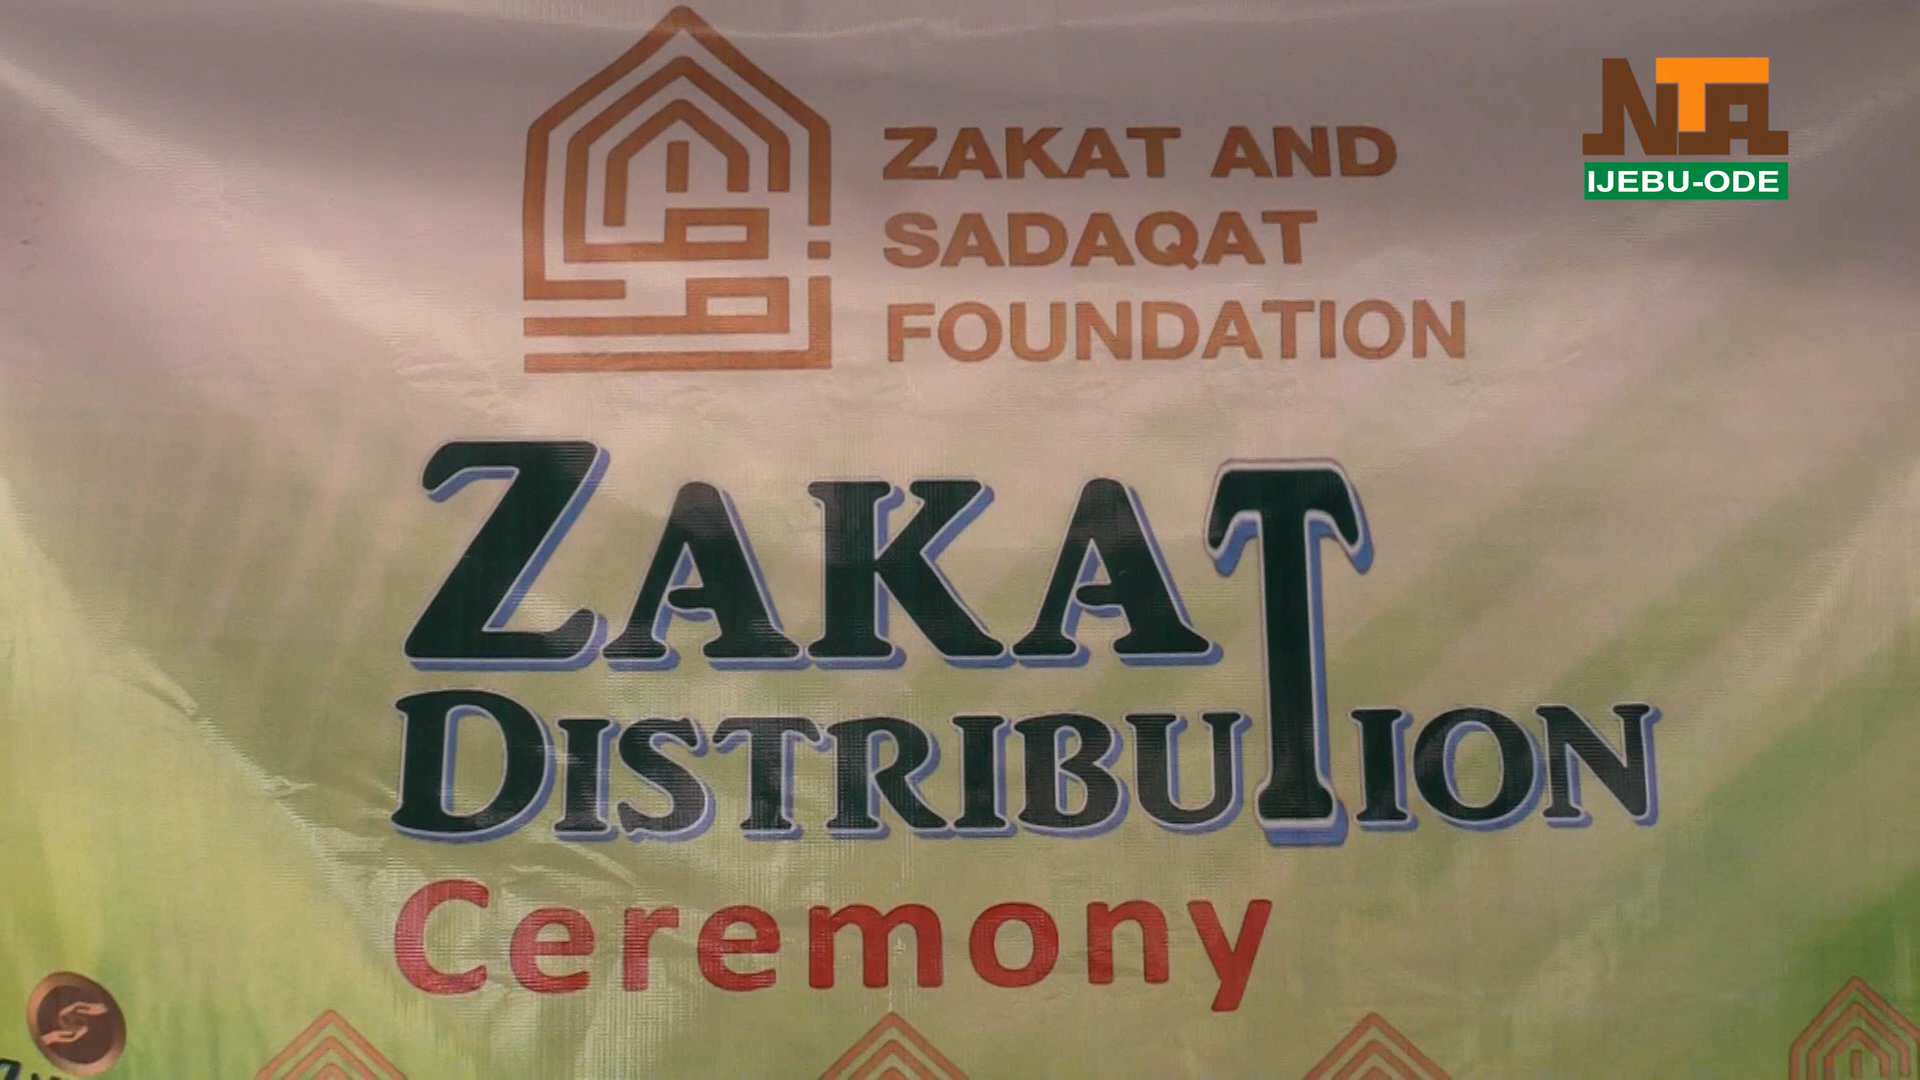 ZAKAT AND
SADAQAT
FOUNDATION
NTA
IJEBU-ODE
ZAKAT
DISTRIBUTION
Ceremony